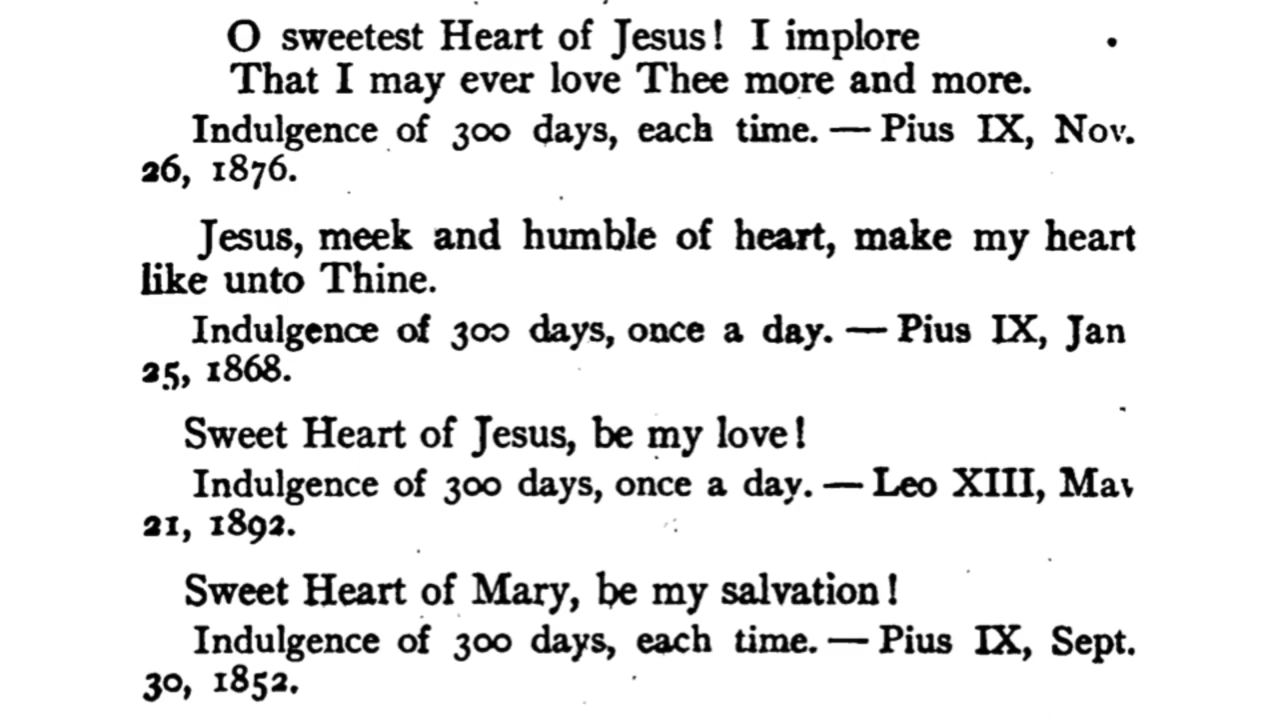 O sweetest Heart of Jesus! I implore
That I may ever love Thee more and more.
Indulgence of 300 days, each time. — Pius IX, Nov.
26, 1876.
Jesus, meek and humble of heart, make my heart
like unto Thine.
Indulgence of 300 days, once a day. — Pius IX, Jan
25, 1868.
Sweet Heart of Jesus, be my love!
Indulgence of 300 days, once a day. — Leo XIII, May
21, 1892.
Sweet Heart of Mary, be my salvation!
Indulgence of 300 days, each time. — Pius IX, Sept.
30, 1852.